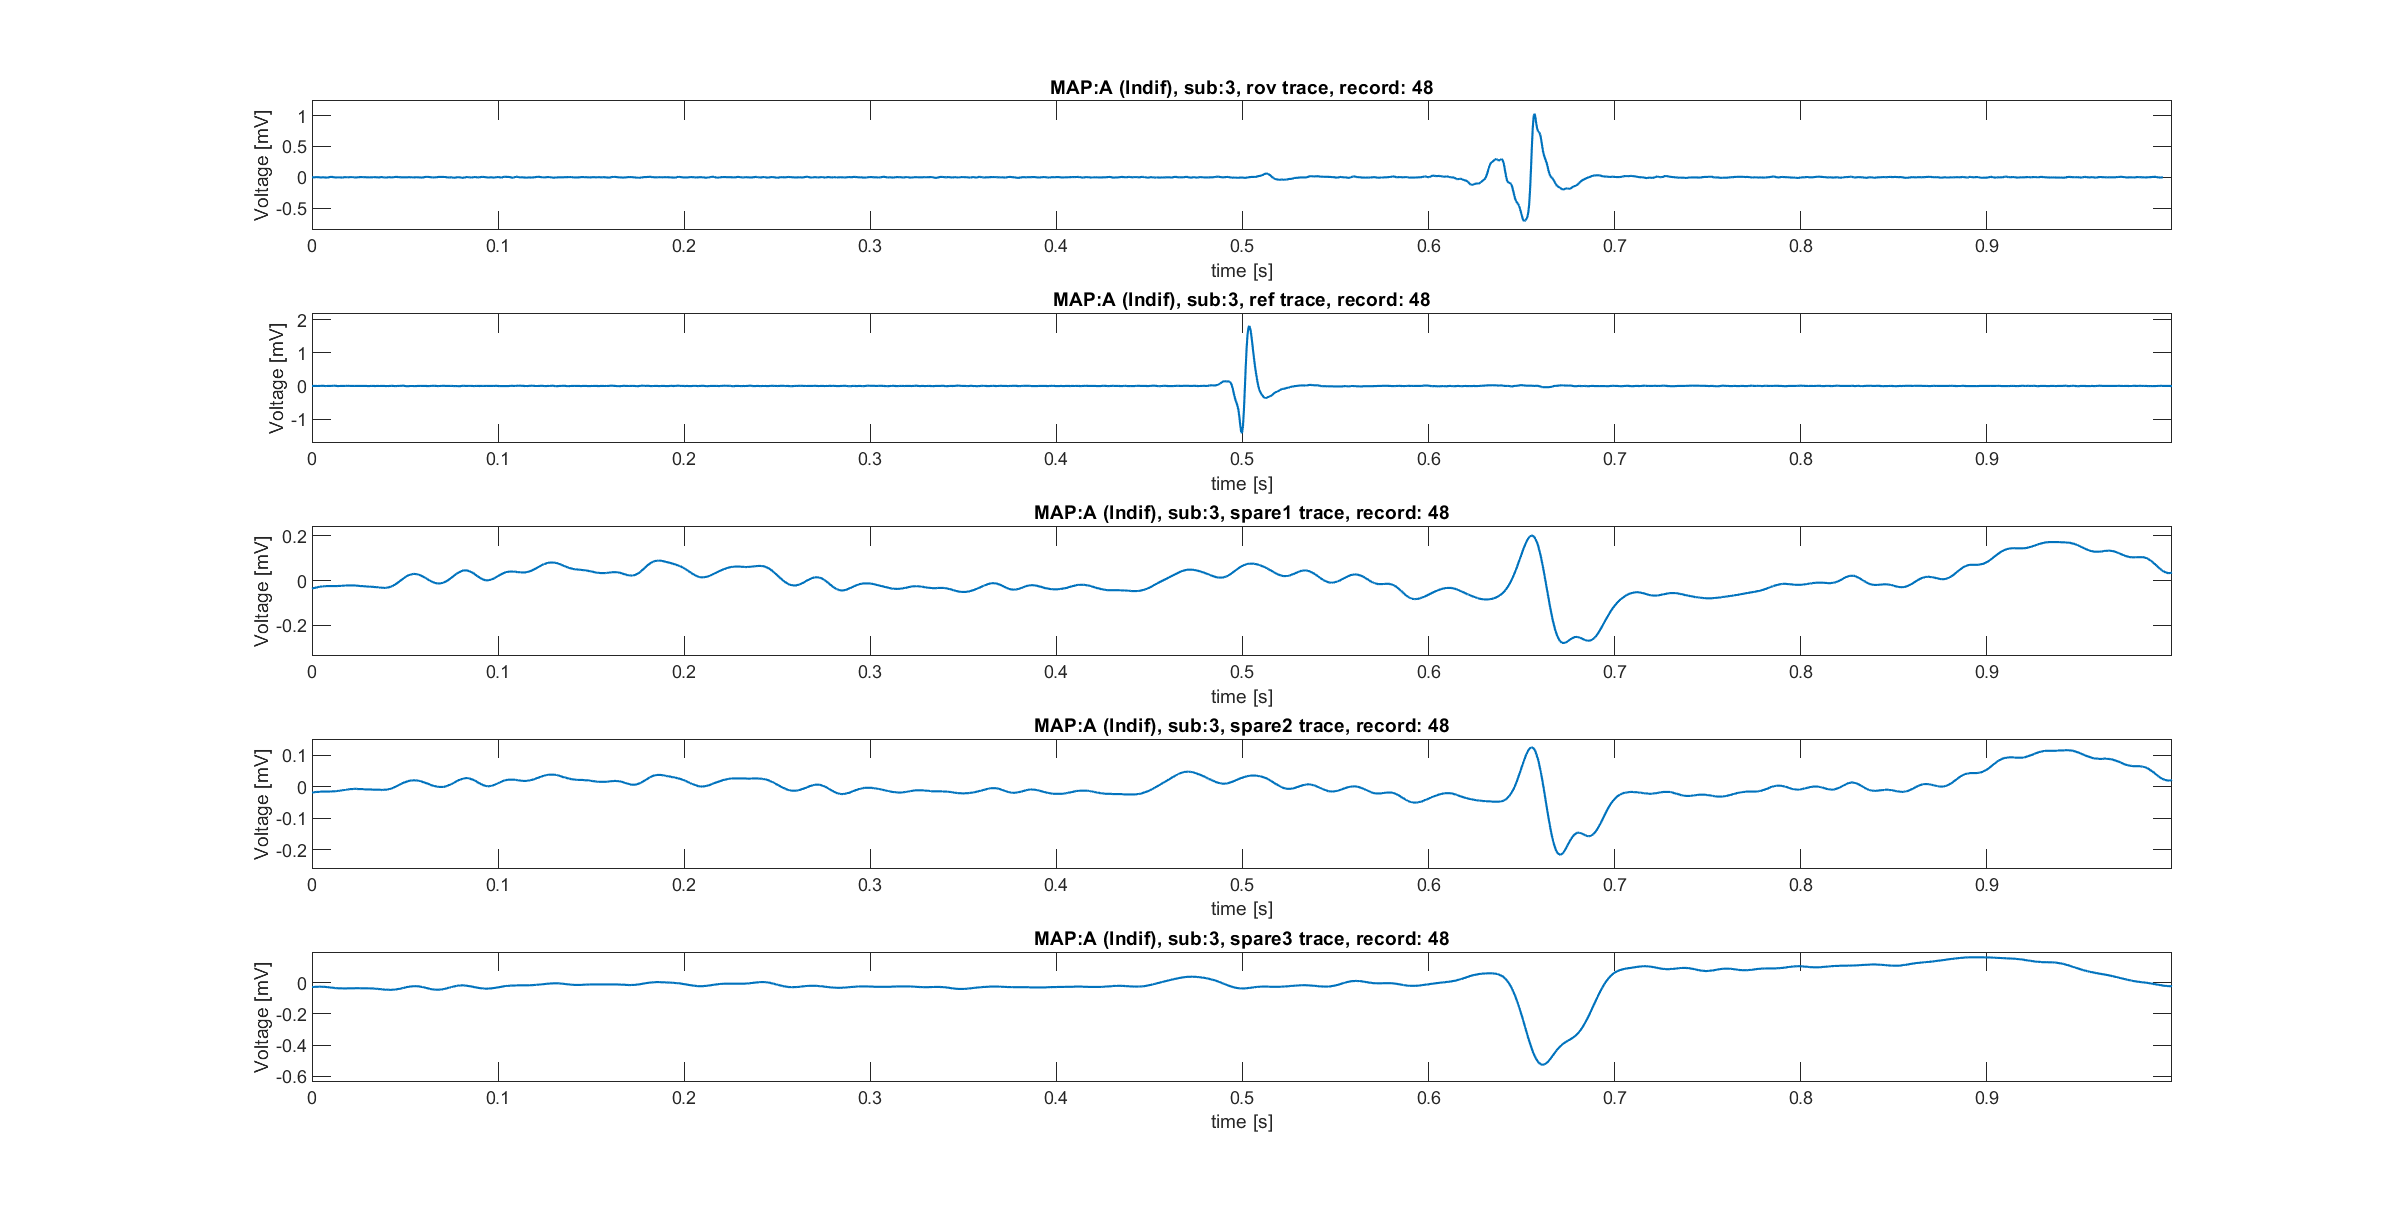 MAP:A (Indif), sub:3, rov trace, record: 48
Voltage [mV]
1
0.5
0
-0.5
0 0.1 0.2 0.3 0.4 0.5 0.6 0.7 0.8 0.9
time [s]
MAP:A (Indif), sub:3, ref trace, record: 48
Voltage [mV]
2
1
0
-1
0 0.1 0.2 0.3 0.4 0.5 0.6 0.7 0.8 0.9
time [s]
MAP:A (Indif), sub:3, spare1 trace, record: 48
Voltage [mV]
0.2
0
-0.2
0 0.1 0.2 0.3 0.4 0.5 0.6 0.7 0.8 0.9
time [s]
MAP:A (Indif), sub:3, spare2 trace, record: 48
Voltage [mV]
0.1
0
-0.1
-0.2
0 0.1 0.2 0.3 0.4 0.5 0.6 0.7 0.8 0.9
time [s]
MAP:A (Indif), sub:3, spare3 trace, record: 48
Voltage [mV]
0
-0.2
-0.4
-0.6
0 0.1 0.2 0.3 0.4 0.5 0.6 0.7 0.8 0.9
time [s]